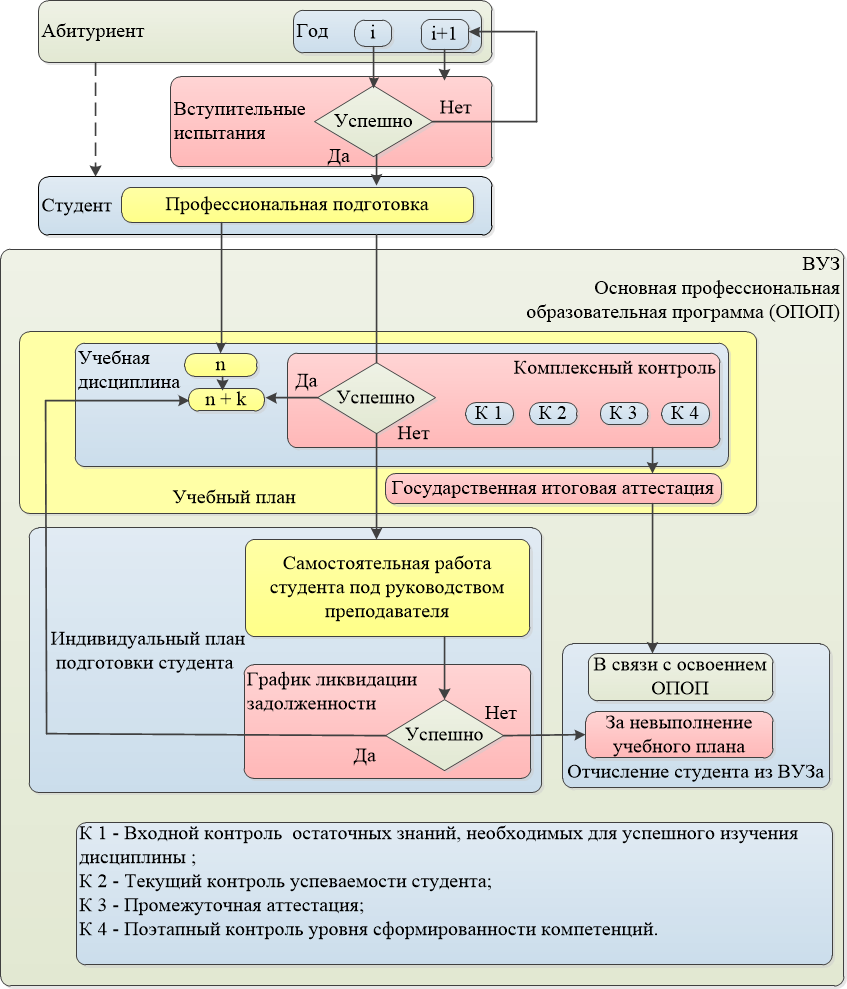 Абитуриент
Год
i
i+1
Вступительные
испытания
Успешно
Нет
Да
Студент
Профессиональная подготовка
ВУЗ
Основная профессиональная
образовательная программа (ОПОП)
Учебная
дисциплина
n
n + k
Да
Успешно
Нет
Комплексный контроль
К 1
К 2
К 3
К 4
Государственная итоговая аттестация
Учебный план
Самостоятельная работа
студента под руководством
преподавателя
Индивидуальный план
подготовки студента
График ликвидации
задолженности
Успешно
Нет
Да
В связи с освоением
ОПОП
За невыполнение
учебного плана
Отчисление студента из ВУЗа
К 1 - Входной контроль  остаточных знаний, необходимых для успешного изучения
дисциплины ;
К 2 - Текущий контроль успеваемости студента;
К 3 - Промежуточная аттестация;
К 4 - Поэтапный контроль уровня сформированности компетенций.